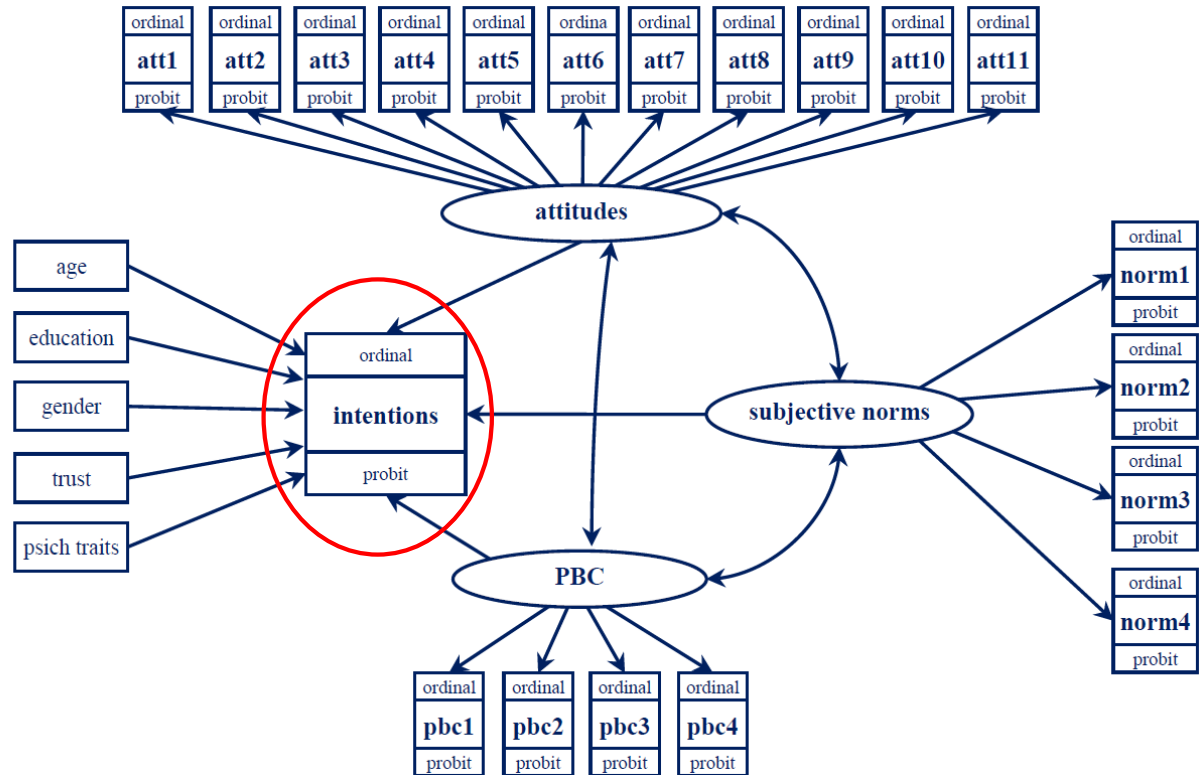 ordinal
att1
probit
ordinal
att2
probit
ordinal
att3
probit
ordinal
att4
probit
ordinal
att5
probit
ordina
att6
probit
ordinal
att7
probit
ordinal
att8
probit
ordinal
att9
probit
ordinal
att10
probit
ordinal
att11
probit
attitudes
age
education
gender
trust
psich traits
ordinal
intentions
probit
subjective norms
ordinal
norm1
probit
ordinal
norm2
probit
ordinal
norm3
probit
ordinal
norm4
probit
PBC
ordinal
pbc1
probit
ordinal
pbc2
probit
ordinal
pbc3
probit
ordinal
pbc4
probit